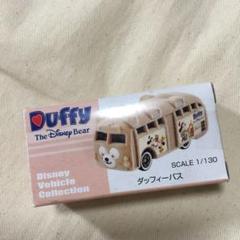 Duffy
The Disney Bear
Disney
Vehicle
Collection
SCALE 1/130
ダッフィーバス